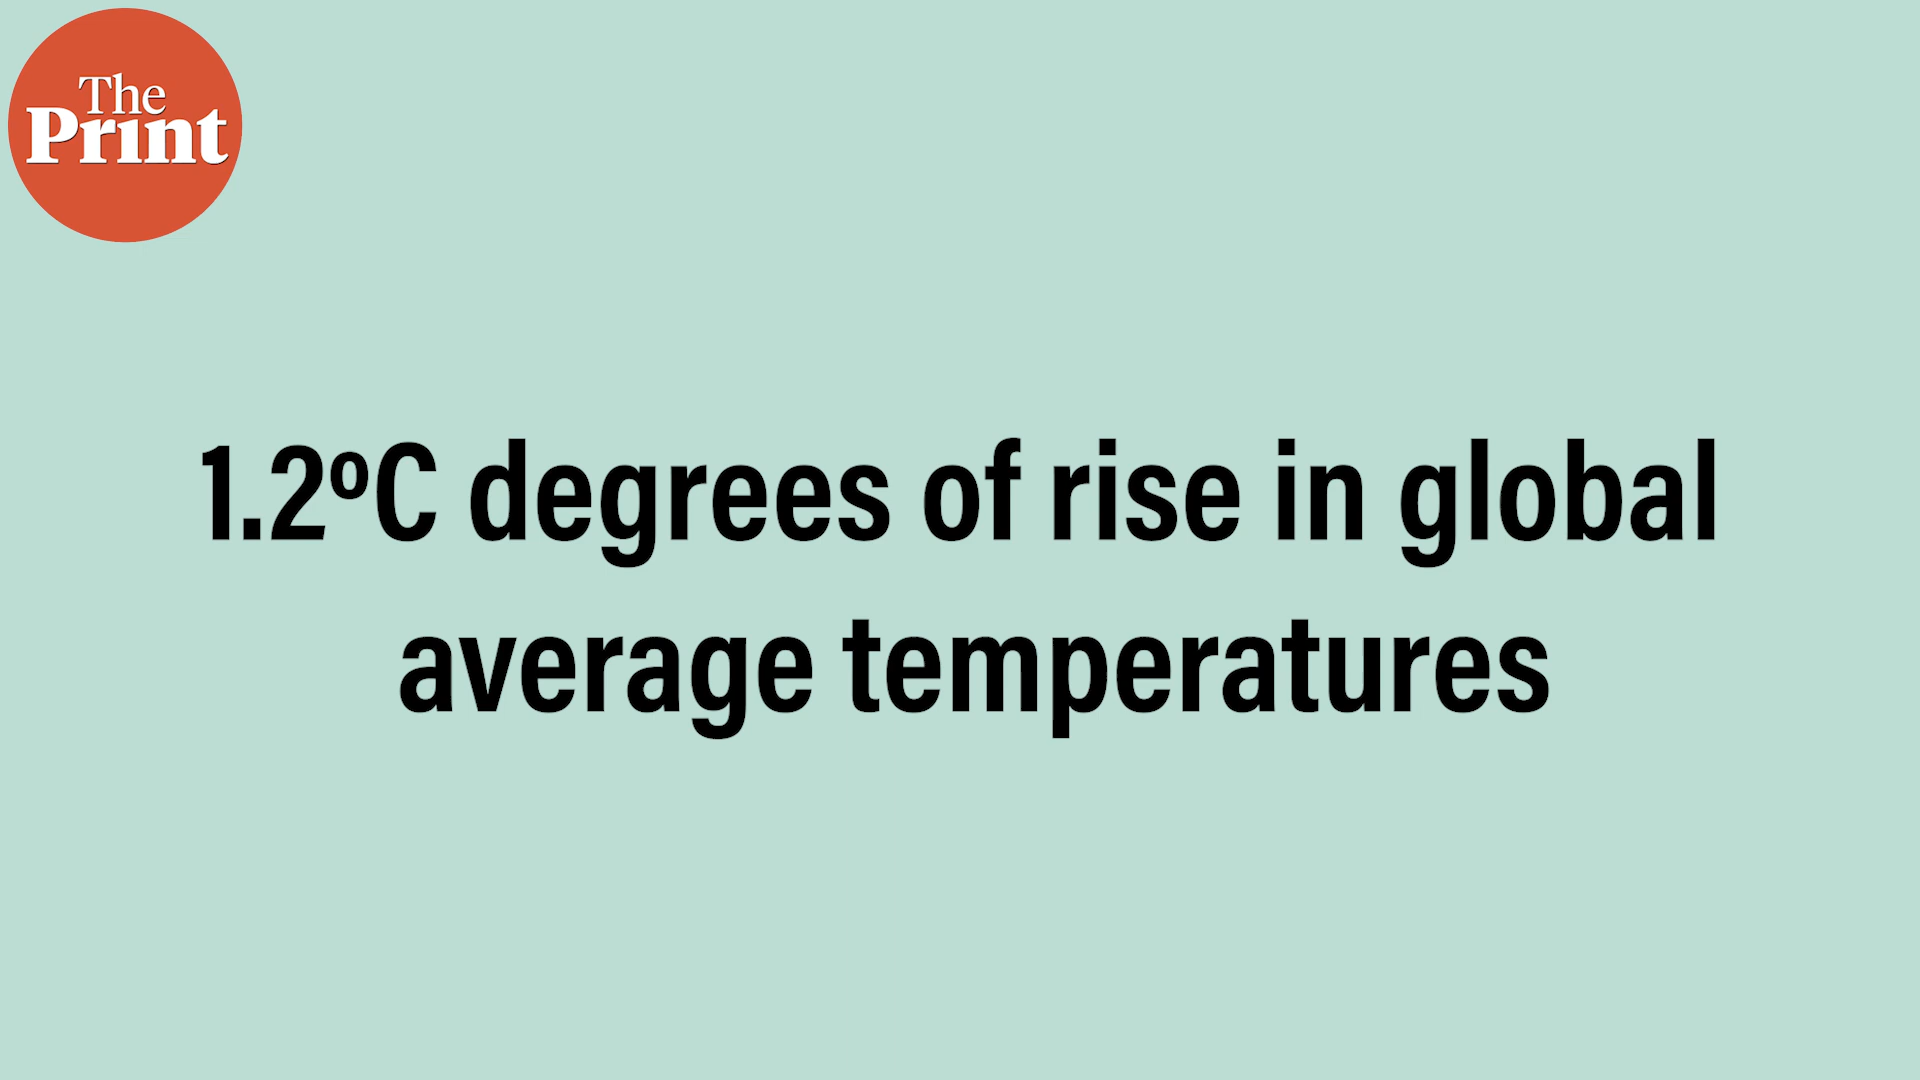 The
Print
1.2ºC degrees of rise in global
average temperatures